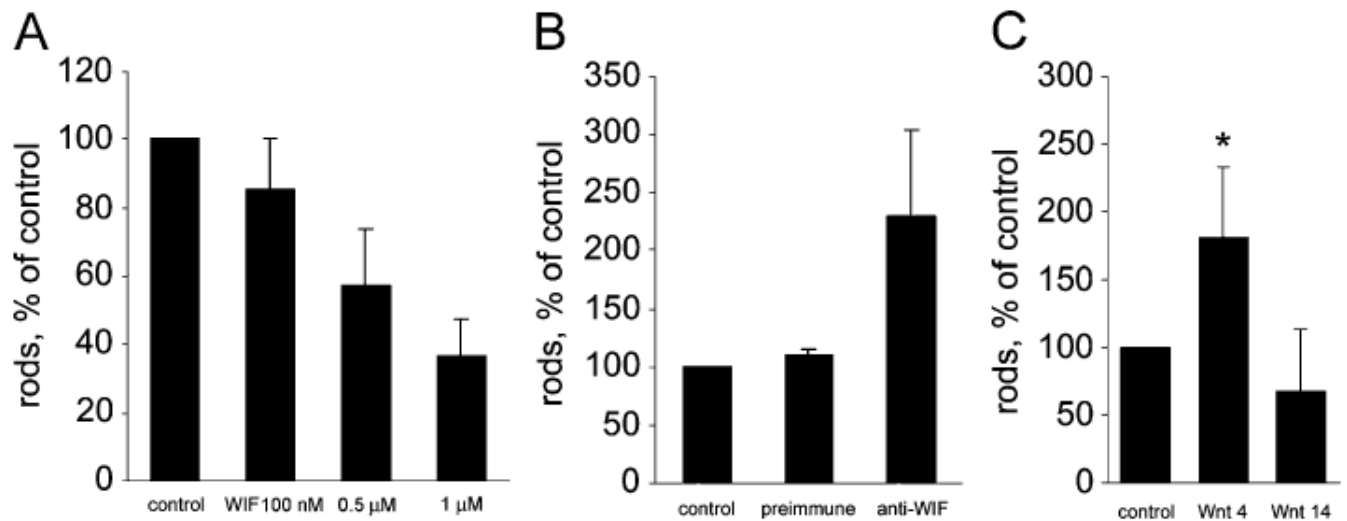 A
rods, % of control
120
100
80
60
40
20
0
control WIF100 nM 0.5 µM 1 µM
B
rods, % of control
350
300
250
200
150
100
50
0
control preimmune anti-WIF
C
rods, % of control
300
250
200
150
100
50
0
*
control Wnt 4 Wnt 14